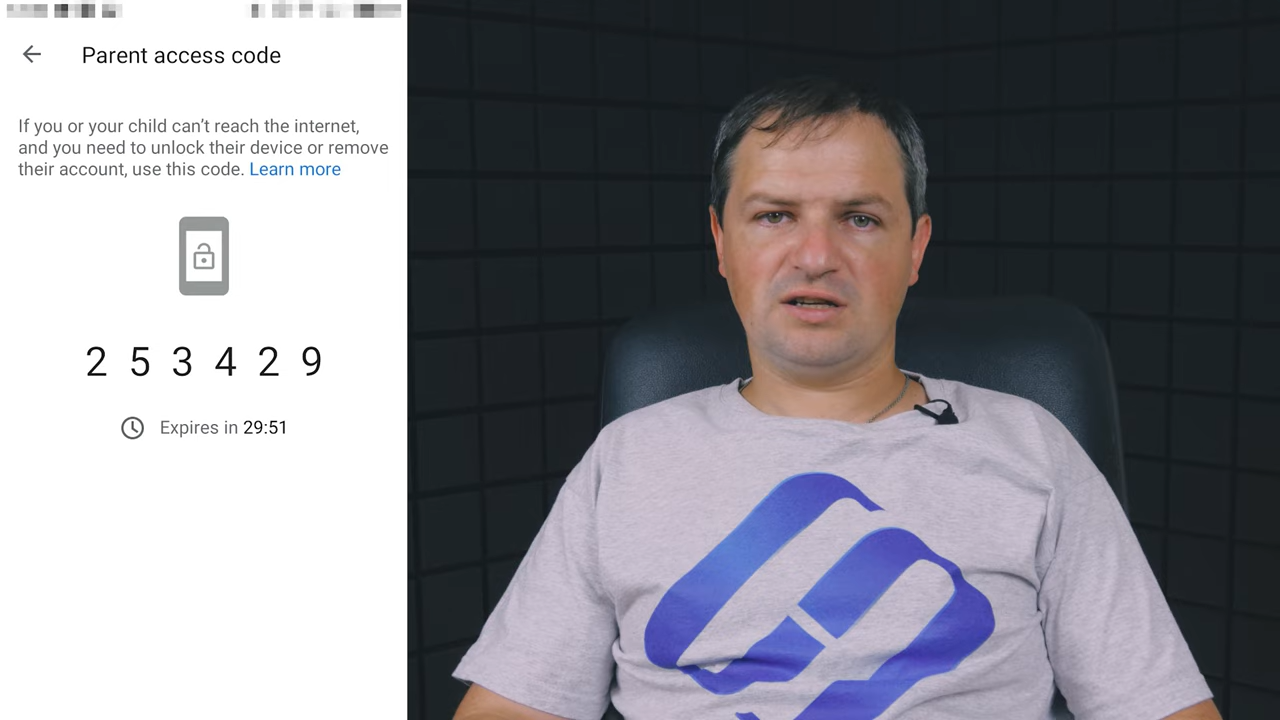 Parent access code
If you or your child can't reach the internet,
and you need to unlock their device or remove
their account, use this code. Learn more
2 5 3 4 2 9
Expires in 29:51